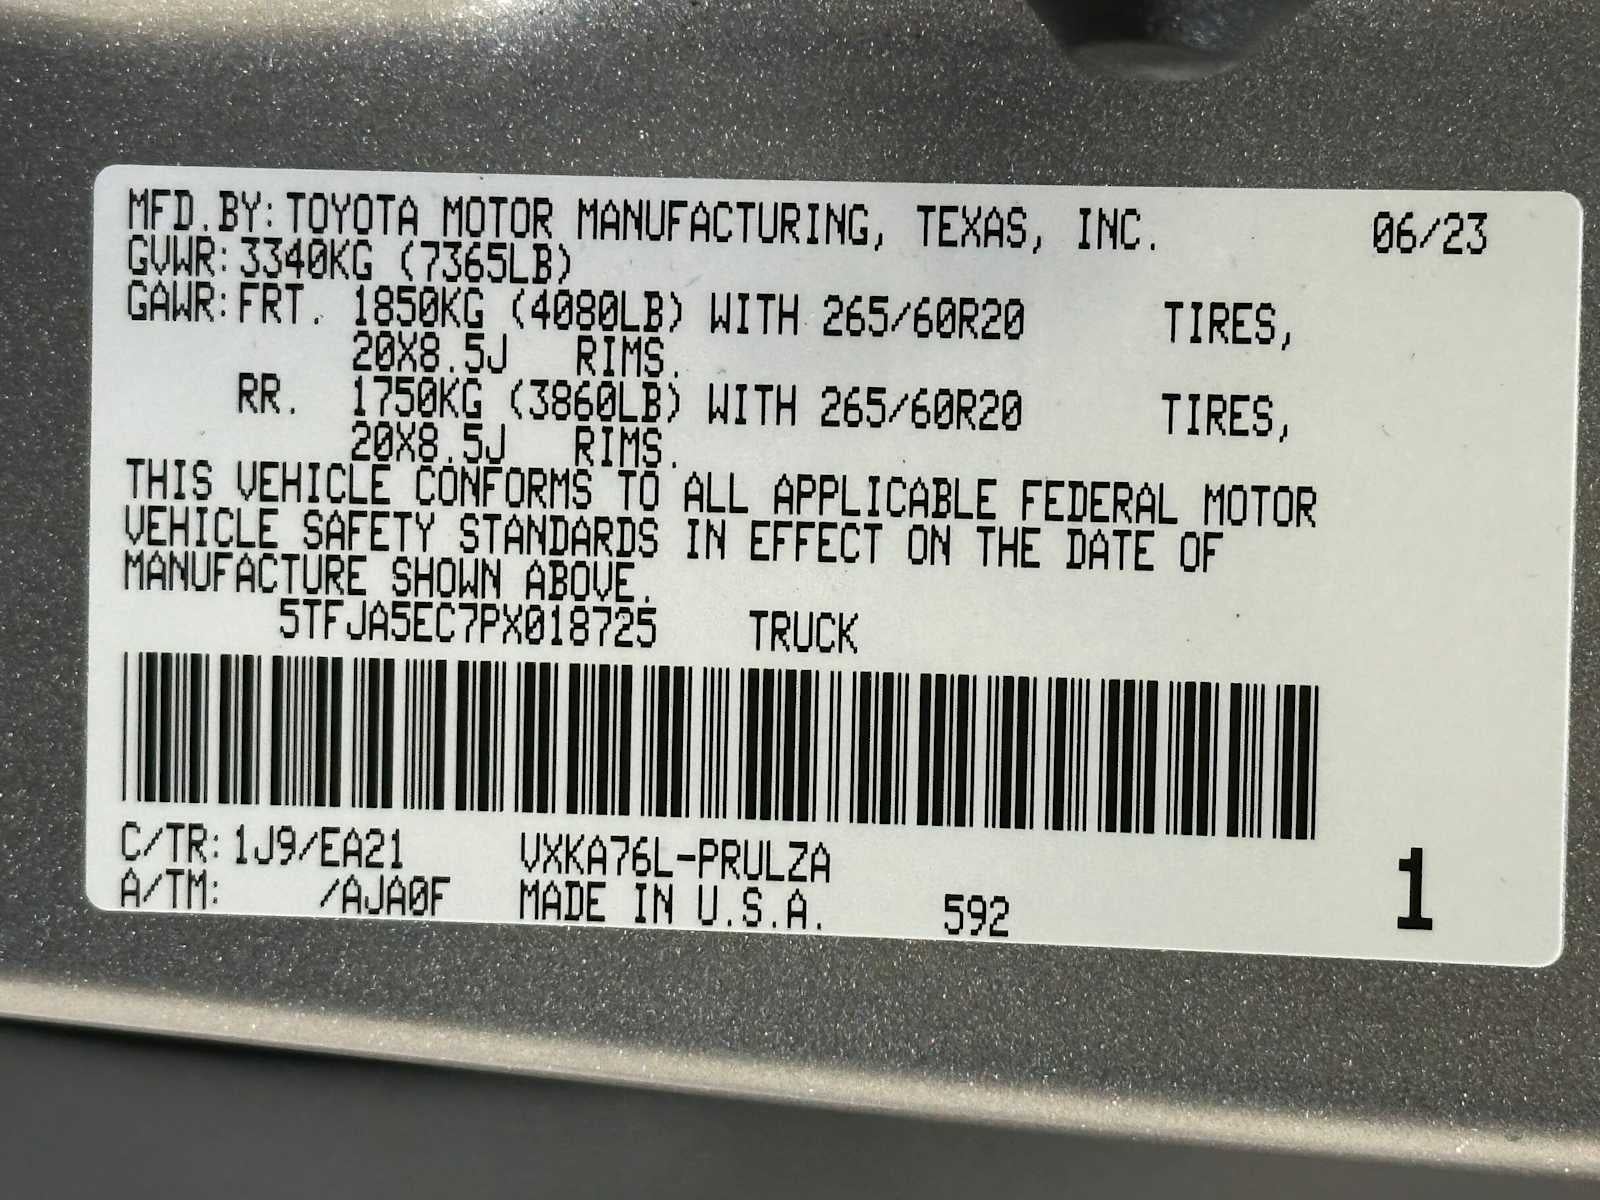 MFD.BY: TOYOTA MOTOR MANUFACTURING, TEXAS, INC. 06/23
GVWR: 3340KG (7365LB)
GAWR: FRT. 1850KG (4080LB) WITH 265/60R20 TIRES,
20X8.5J RIMS.
RR. 1750KG (3860LB) WITH 265/60R20 TIRES,
20X8.5J RIMS.
THIS VEHICLE CONFORMS TO ALL APPLICABLE FEDERAL MOTOR
VEHICLE SAFETY STANDARDS IN EFFECT ON THE DATE OF
MANUFACTURE SHOWN ABOVE.
5TFJA5EC7PX018725 TRUCK
C/TR: 1J9/EA21 VXKA76L-PRULZA
A/TM: /AJA0F MADE IN U.S.A. 592 1